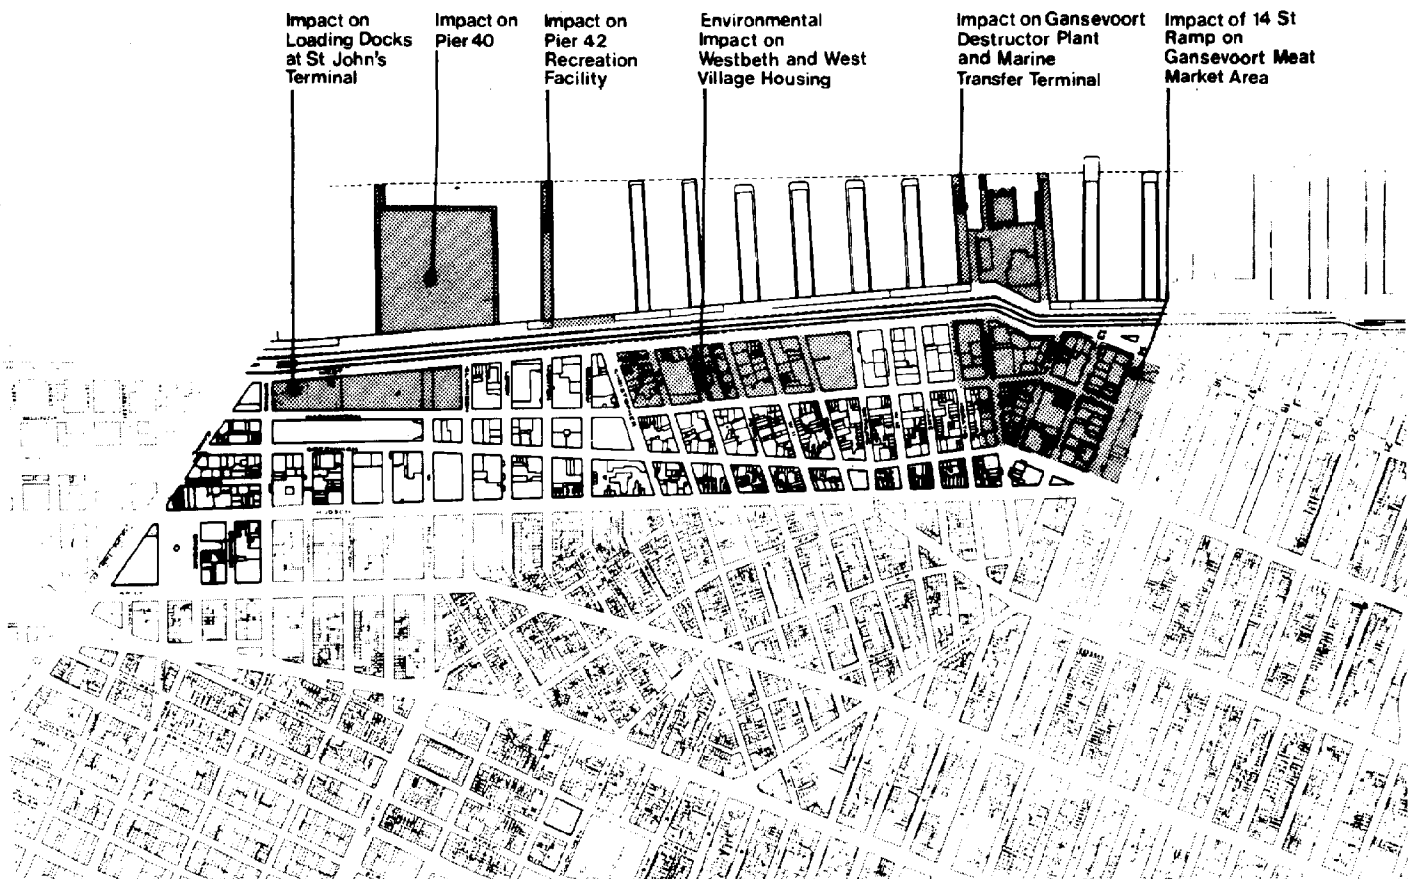 Impact on
Loading Docks
at St John's
Terminal
Impact on
Pier 40
Impact on
Pier 42
Recreation
Facility
Environmental
Impact on
Westbeth and West
Village Housing
Impact on Gansevoort
Destructor Plant
and Marine
Transfer Terminal
Impact of 14 St
Ramp on
Gansevoort Meat
Market Area